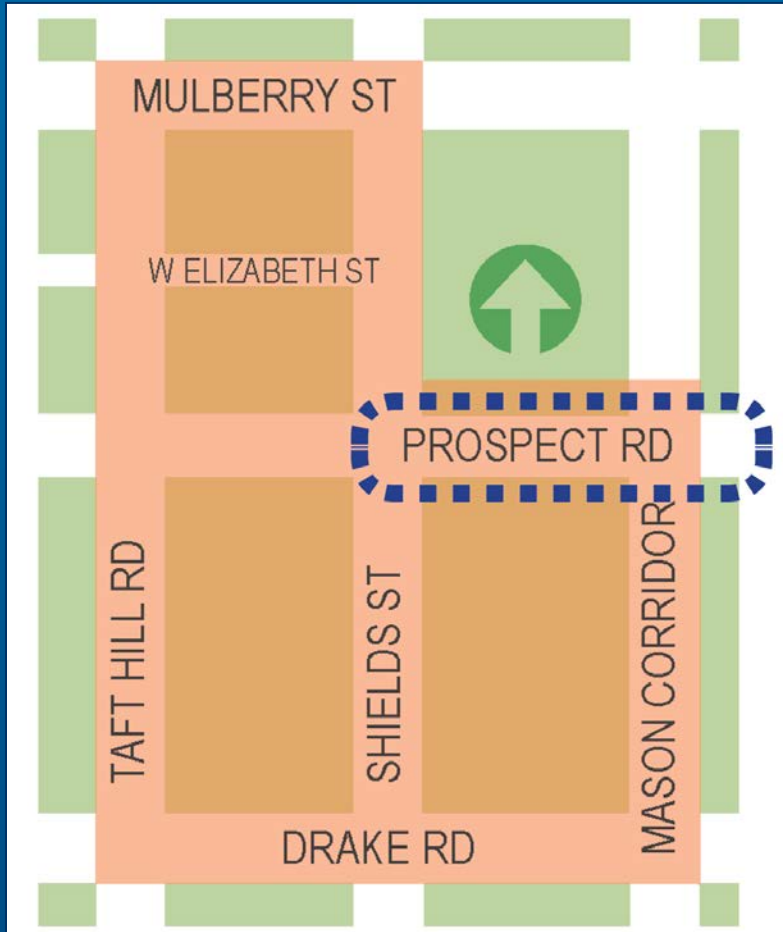 MULBERRY ST
W ELIZABETH ST
PROSPECT RD
TAFT HILL RD
SHIELDS ST
MASON CORRIDOR
DRAKE RD